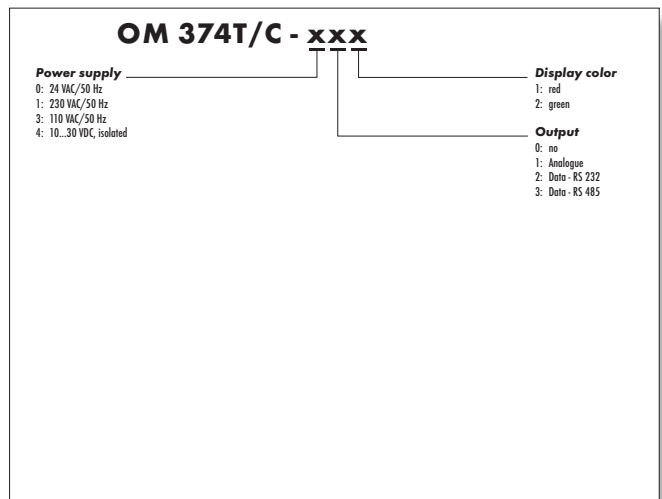 OM 374T/C - xxx
Power supply
0: 24 VAC/50 Hz
1: 230 VAC/50 Hz
3: 110 VAC/50 Hz
4: 10...30 VDC, isolated
Display color
1: red
2: green
Output
0: no
1: Analogue
2: Data - RS 232
3: Data - RS 485